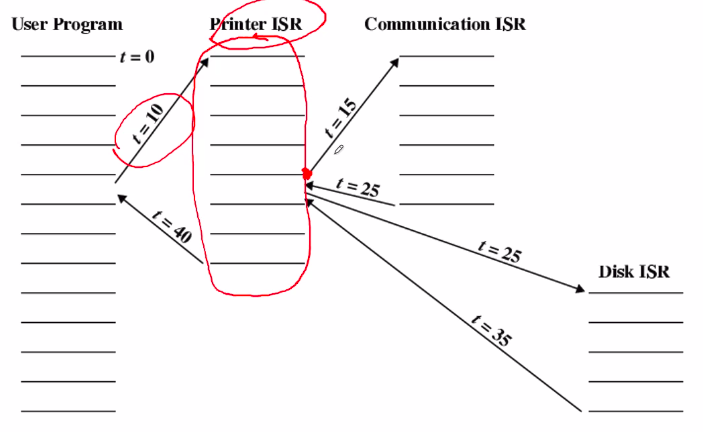 User Program
Printer ISR
Communication ISR
t = 0
t = 10
t = 15
t = 25
t = 40
t = 25
Disk ISR
t = 35